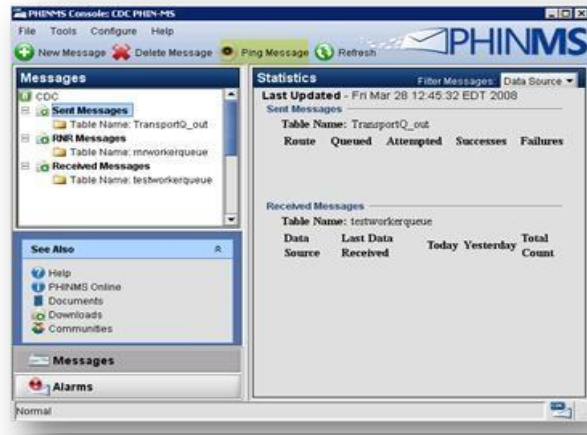 PHINMS Console: CDC PHIN-MS
File Tools Configure Help
New Message Delete Message Ping Message Refresh
PHINMS
Messages
CDC
Sent Messages
Table Name: TransportQ_out
RNR Messages
Table Name: rnrworkerqueue
Received Messages
Table Name: testworkerqueue
See Also
Help
PHINMS Online
Documents
Downloads
Communities
Messages
Alarms
Statistics
Filter Messages: Data Source
Last Updated - Fri Mar 28 12:45:32 EDT 2008
Sent Messages
Table Name: TransportQ_out
Route Queued Attempted Successes Failures
Received Messages
Table Name: testworkerqueue
Data Source Last Data Received Today Yesterday Total Count
Normal